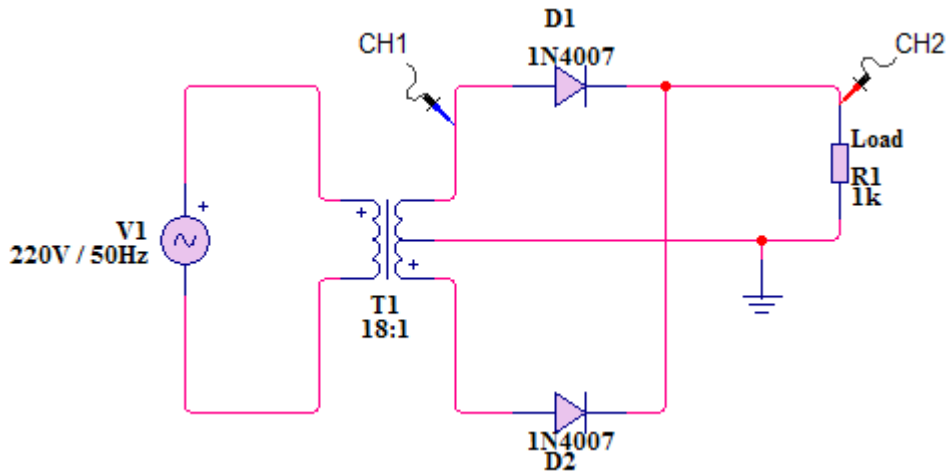 D1
1N4007
CH1
CH2
+
V1
220V / 50Hz
+
+
T1
18:1
Load
R1
1k
1N4007
D2